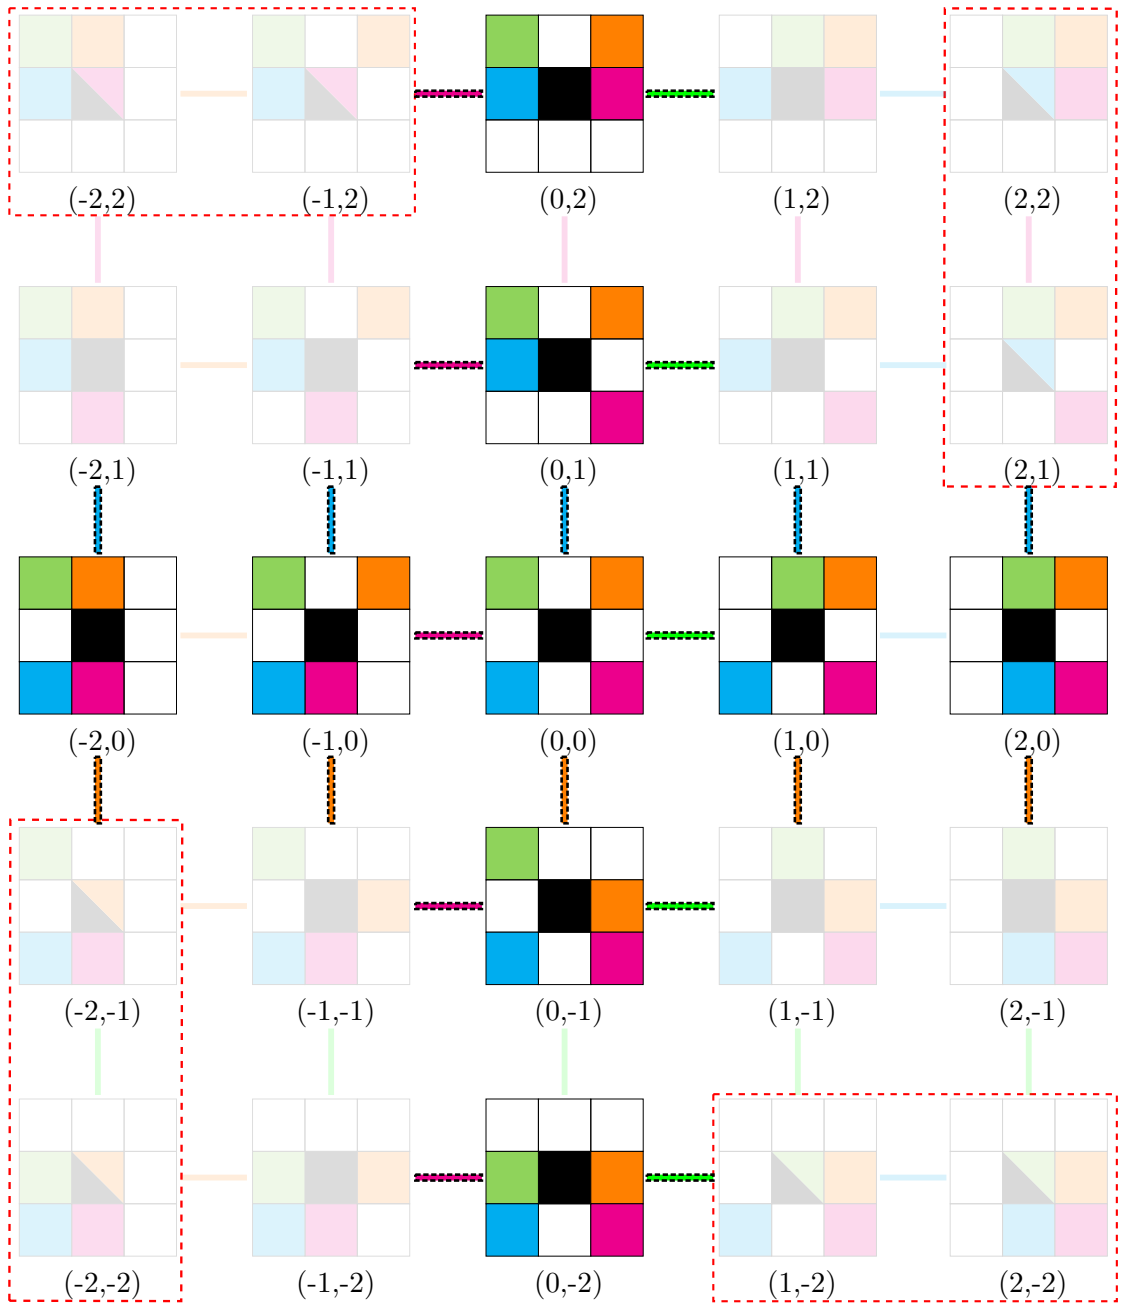 (-2,2) (-1,2) (0,2) (1,2) (2,2)
(-2,1) (-1,1) (0,1) (1,1) (2,1)
(-2,0) (-1,0) (0,0) (1,0) (2,0)
(-2,-1) (-1,-1) (0,-1) (1,-1) (2,-1)
(-2,-2) (-1,-2) (0,-2) (1,-2) (2,-2)